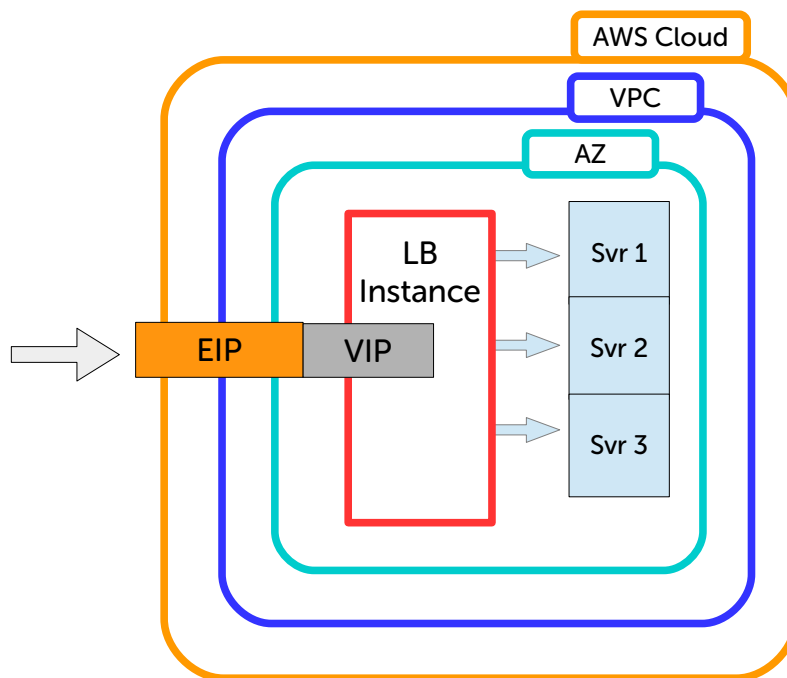 AWS Cloud
VPC
AZ
LB
Instance
Svr 1
EIP
VIP
Svr 2
Svr 3